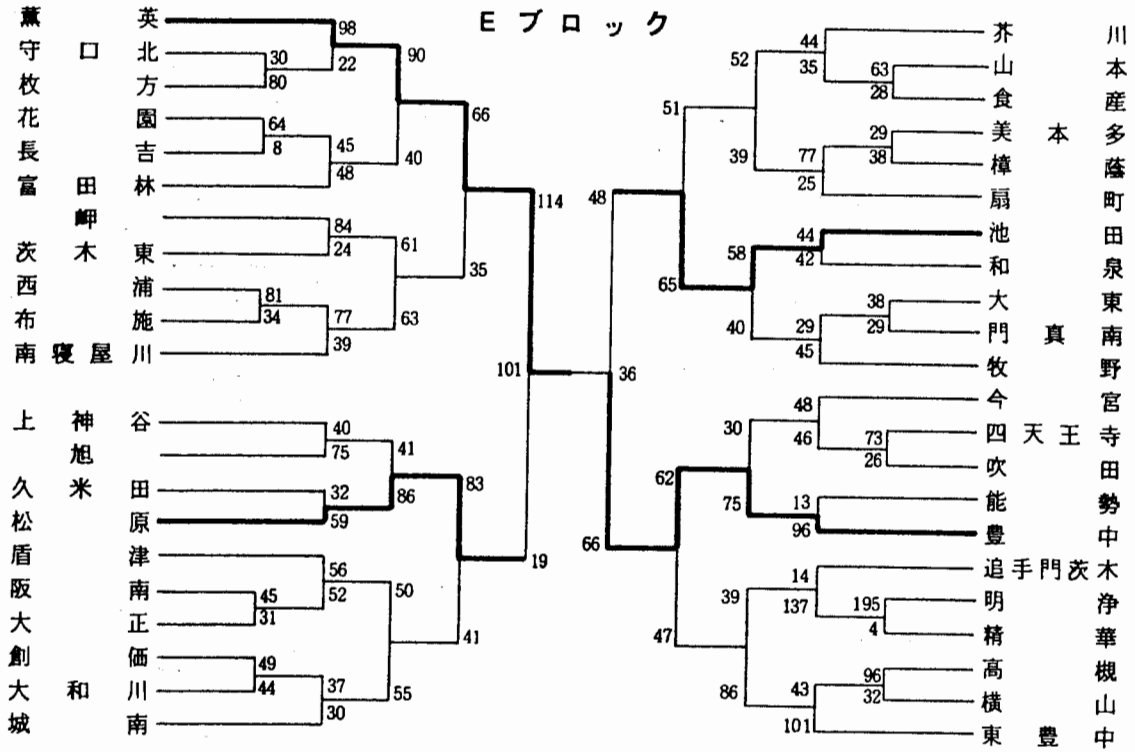 Eブロック
薫英
守口北
枚方
花園
長吉
富田林
岬
茨木東
西浦
布施
南寝屋川
上神谷
旭
久米田
松原
盾津
阪南
大正
創価
大和川
城南
98
22
30
80
90
40
64
8
45
48
66
35
84
24
61
63
81
34
77
39
114
19
101
36
40
75
41
86
32
59
83
41
56
52
45
31
50
55
49
44
37
30
芥川
山本
食産
美本多
樟蔭
扇町
池田
和泉
大東
門真南
牧野
今宮
四天王寺
吹田
能勢
豊中
追手門茨木
明浄
精華
高槻
横山
東豊中
44
35
63
28
52
39
29
38
77
25
51
65
44
42
58
40
38
29
29
45
48
66
48
46
73
26
30
75
13
96
62
47
14
137
195
4
39
86
96
32
43
101